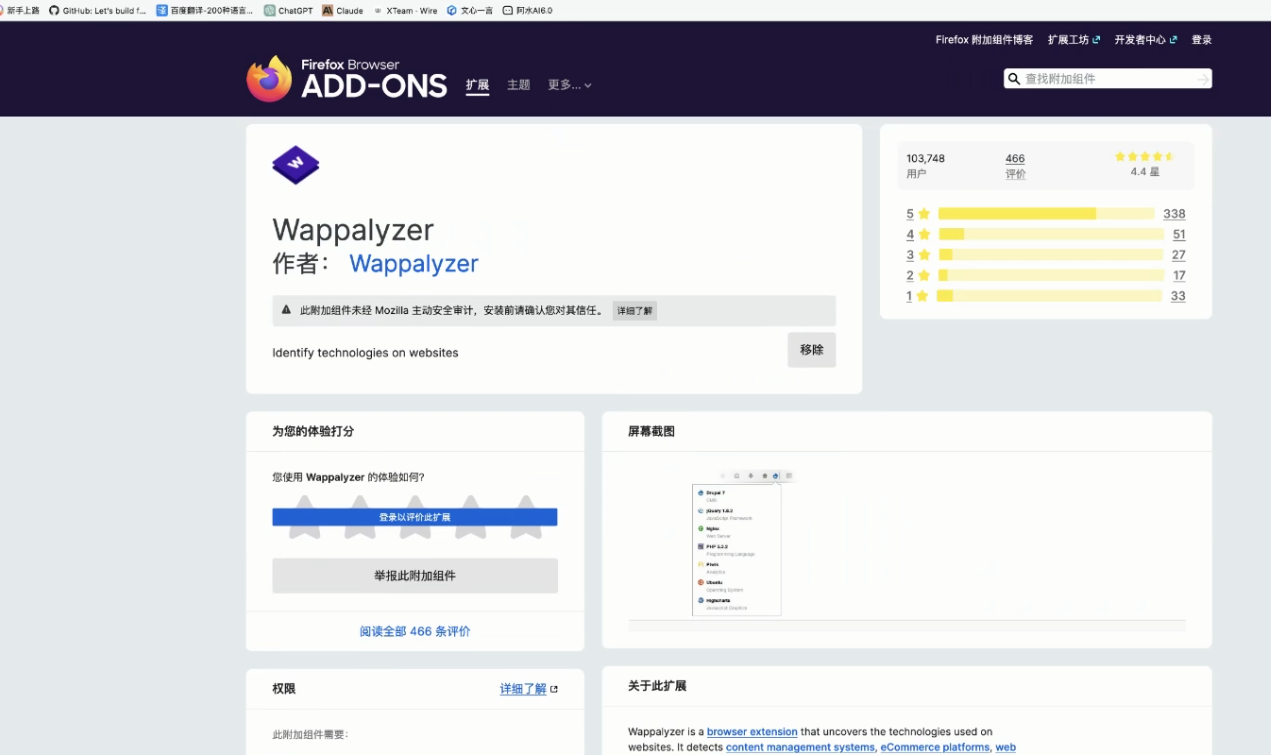 新手上路 GitHub: Let's build f... 百度翻译-200种语言... ChatGPT Claude XTeam - Wire 文心一言 阿水AI6.0
Firefox 附加组件博客 扩展工坊 开发者中心 登录
Firefox Browser
ADD-ONS 扩展 主题 更多...
查找附加组件
W
Wappalyzer
作者： Wappalyzer
此附加组件未经 Mozilla 主动安全审计，安装前请确认您对其信任。 详细了解
Identify technologies on websites
移除
103,748 466
用户 评价 4.4 星
5 338
4 51
3 27
2 17
1 33
为您的体验打分
您使用 Wappalyzer 的体验如何?
登录以评价此扩展
举报此附加组件
阅读全部 466 条评价
屏幕截图
Drupal 7
CMS
jQuery 1.8.3
JavaScript Framework
Nginx
Web Server
Programming Language
Piwik
Analytics
Ubuntu
Operating System
Highcharts
JavaScript Graphics
权限 详细了解
此附加组件需要:
关于此扩展
Wappalyzer is a browser extension that uncovers the technologies used on
websites. It detects content management systems, eCommerce platforms, web